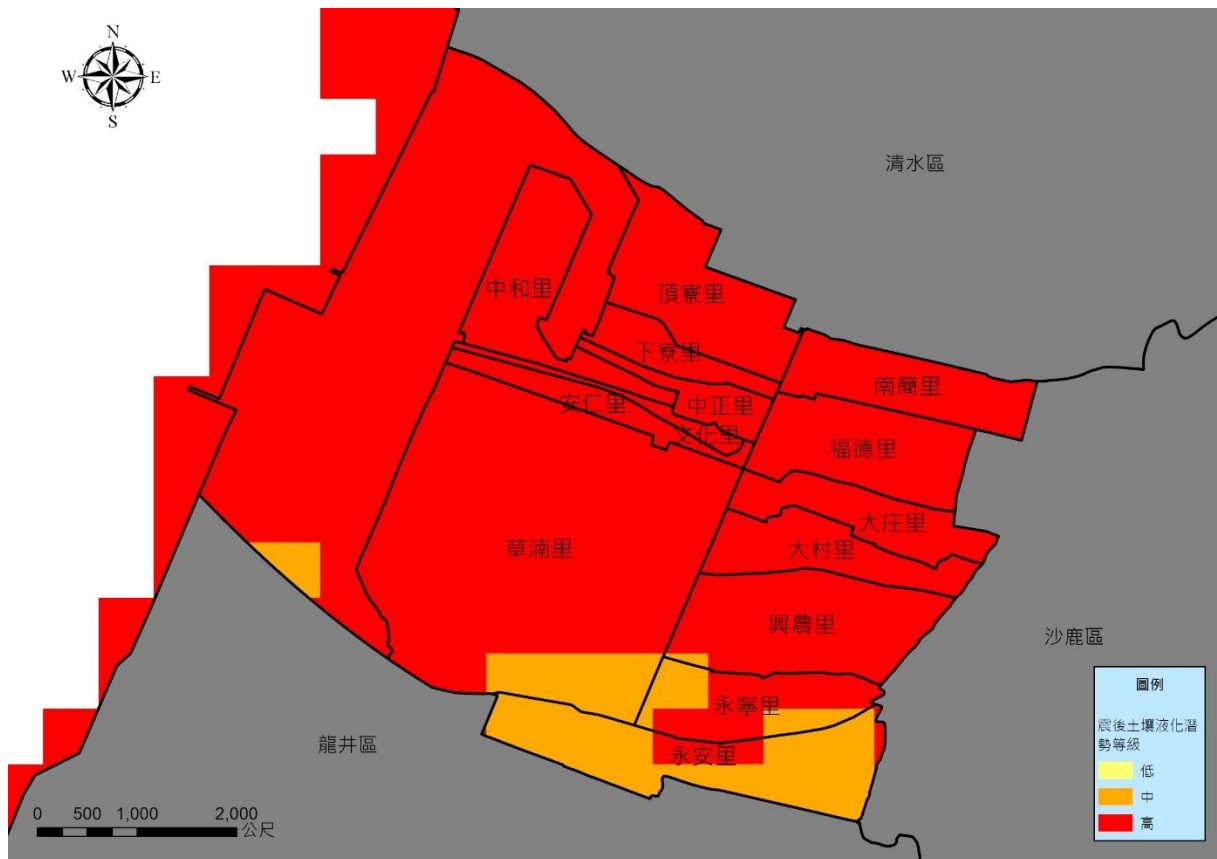 N
W
E
S
清水區
中和里
頂寮里
下寮里
南簡里
安仁里
中正里
文化里
福德里
大庄里
草湳里
大村里
興農里
沙鹿區
永寧里
龍井區
永安里
圖例
震後土壤液化潛
勢等級
低
中
高
0 500 1,000 2,000
公尺